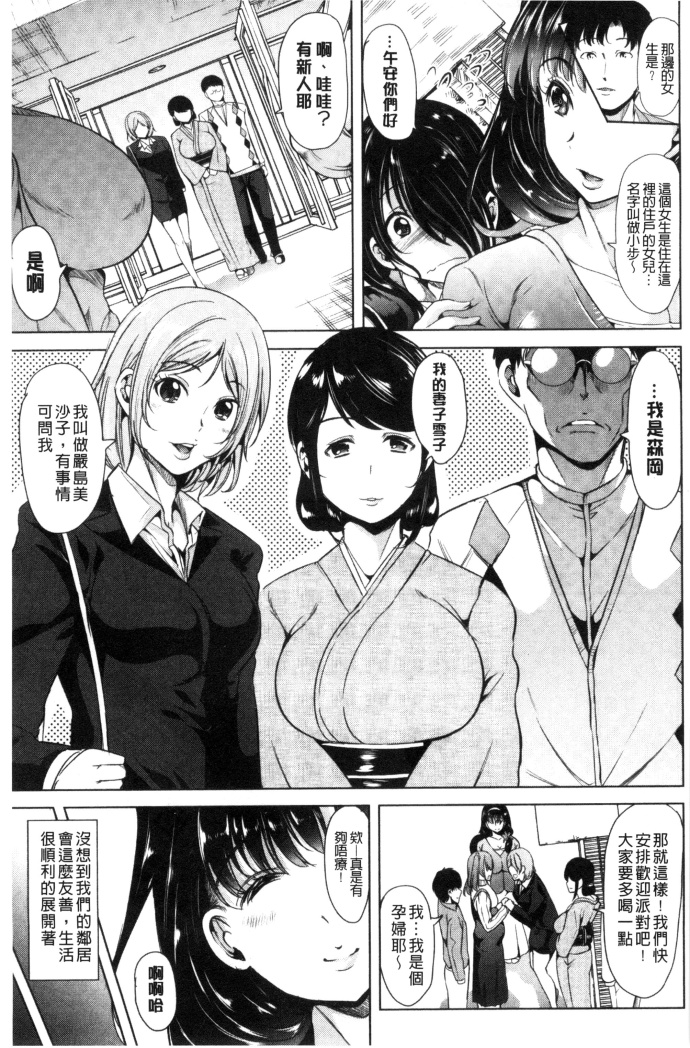 那邊的女
生是？
…午安你們好
這個女生是住在這
裡的住戶的女兒…
名字叫做小步～
啊、哇哇？
有新人耶
是啊
…我是森岡
我的妻子雪子
我叫做嚴島美
沙子，有事情
可問我
那就這樣！我們快
安排歡迎派對吧！
大家要多喝一點
我…我是個
孕婦耶～
欸—真是有
夠唔療！
啊啊哈
沒想到我們的鄰居
會這麼友善，生活
很順利的展開著